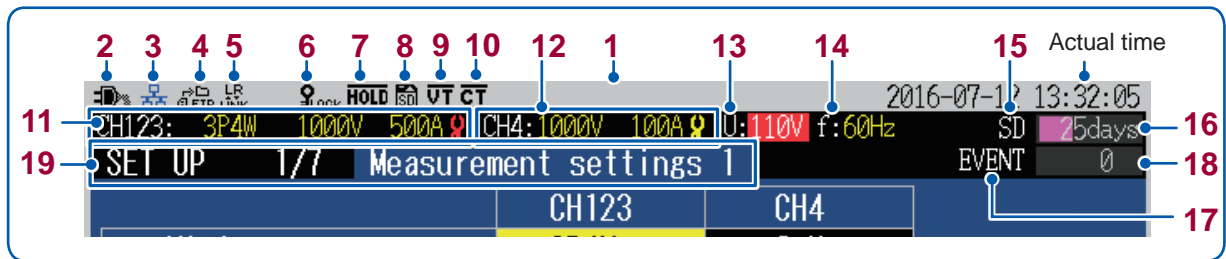 2 3 4 5 6 7 8 9 10 12 1 13 14 15 Actual time
FTP LR LINK LOCK HOLD SD VT CT 2016-07-12 13:32:05
11 CH123: 3P4W 1000V 500A CH4: 1000V 100A U: 110V f: 60Hz SD 25days 16
19 SET UP 1/7 Measurement settings 1 EVENT 0 18
17
CH123 CH4